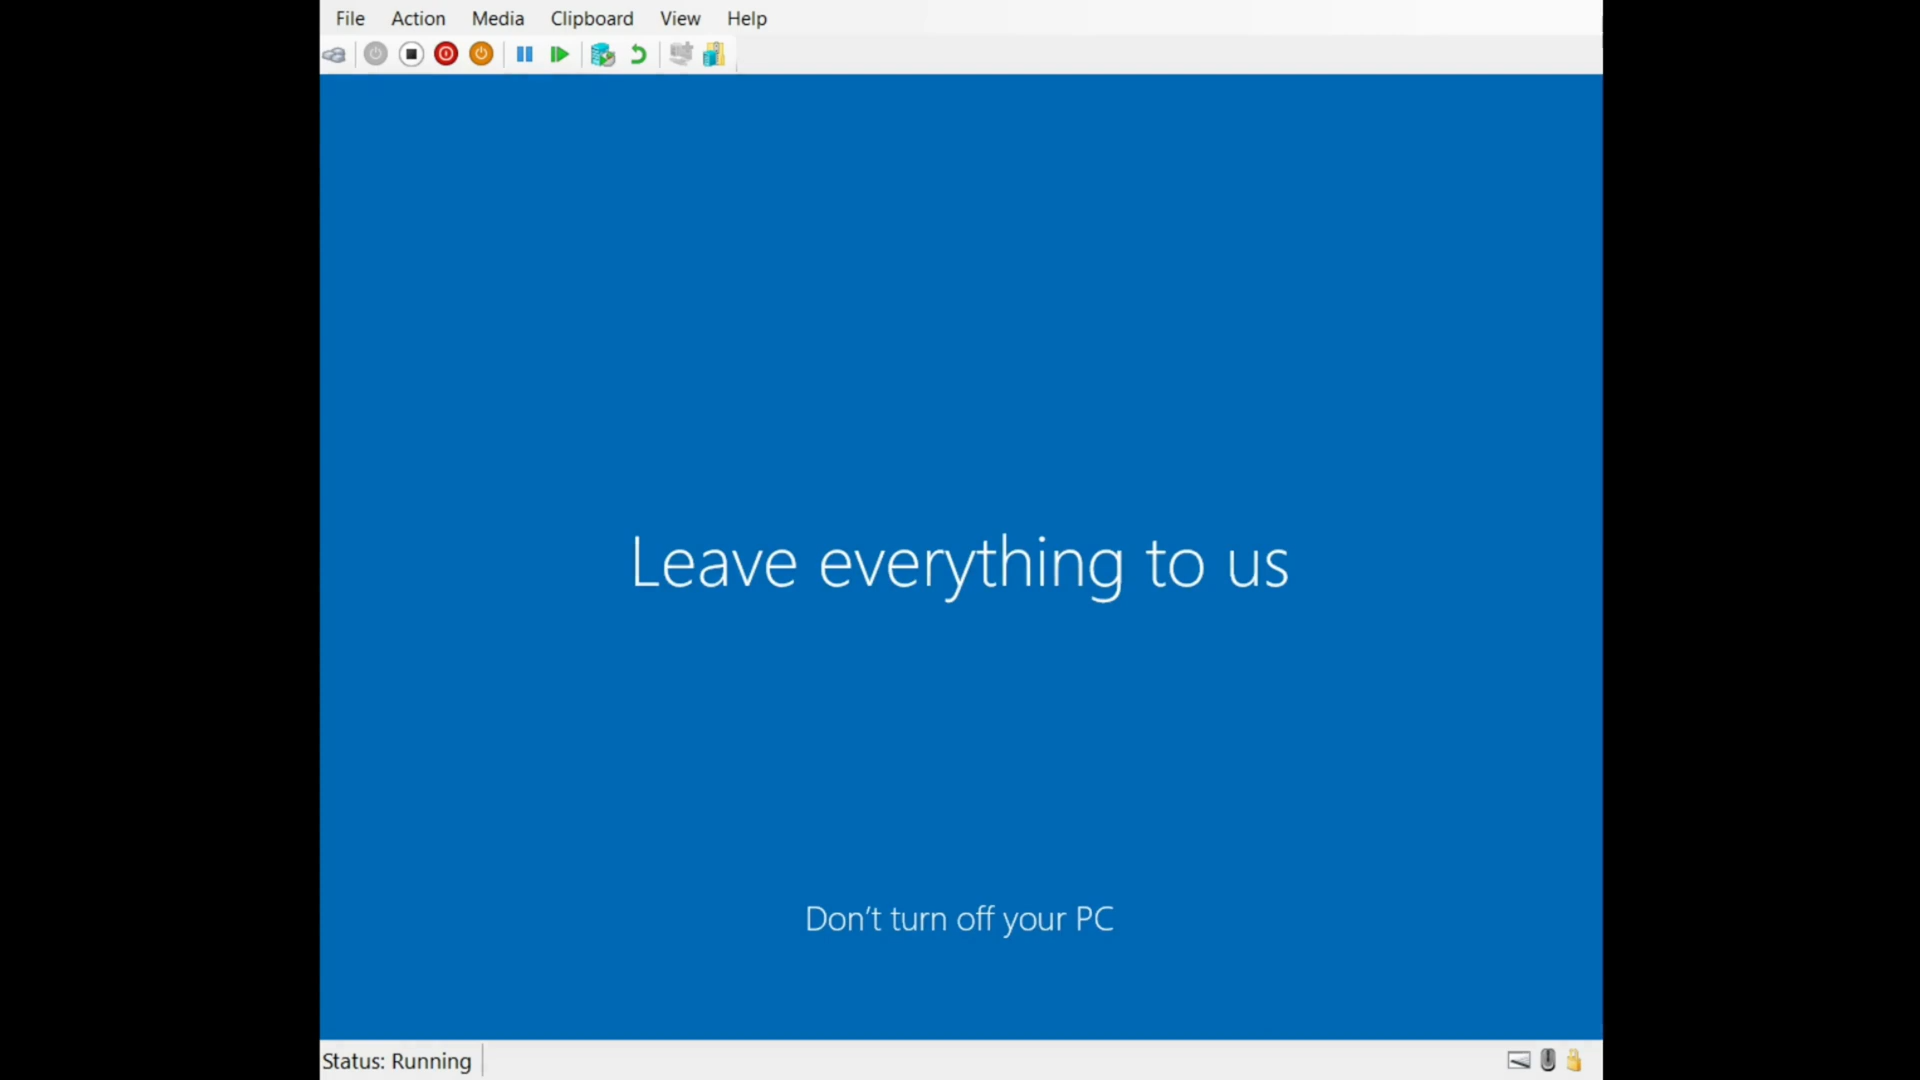 File Action Media Clipboard View Help
Leave everything to us
Don't turn off your PC
Status: Running